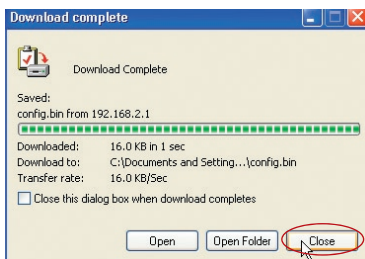 Download complete
Download Complete
Saved:
config.bin from 192.168.2.1
Downloaded: 16.0 KB in 1 sec
Download to: C:\Documents and Setting...\config.bin
Transfer rate: 16.0 KB/Sec
Close this dialog box when download completes
Open Open Folder Close